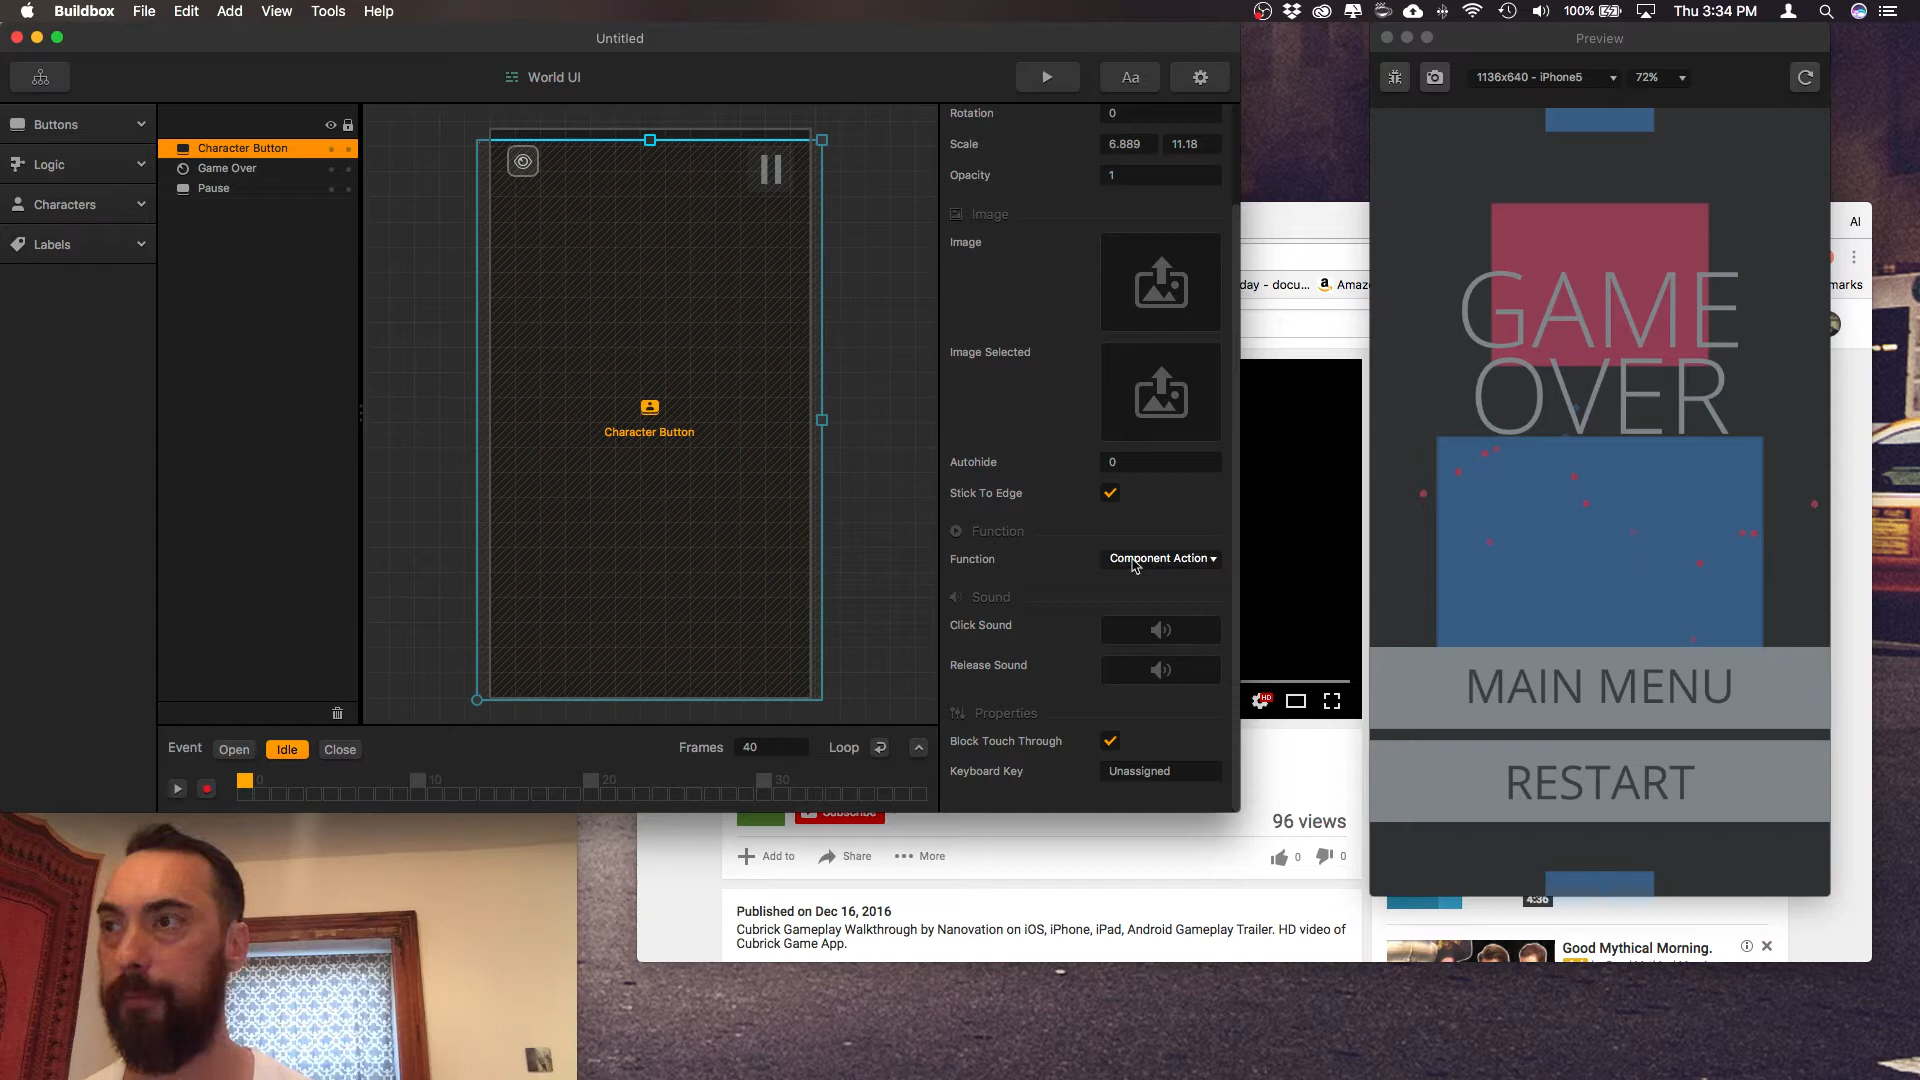 Buildbox File Edit Add View Tools Help
100% Thu 3:34 PM
Untitled
World UI
Aa
Buttons
Logic
Characters
Labels
Character Button
Game Over
Pause
Character Button
Rotation 0
Scale 6.889 11.18
Opacity 1
Image
Image
Image Selected
Autohide 0
Stick To Edge
Function
Function Component Action
Sound
Click Sound
Release Sound
Properties
Block Touch Through
Keyboard Key Unassigned
Event Open Idle Close
Frames 40 Loop
0 10 20 30
Preview
1136x640 - iPhone5 72%
GAME
OVER
MAIN MENU
RESTART
AI
day - docu... Amaz
marks
HD
Subscribe
96 views
Add to Share More
0 0
Published on Dec 16, 2016
Cubrick Gameplay Walkthrough by Nanovation on iOS, iPhone, iPad, Android Gameplay Trailer. HD video of
Cubrick Game App.
4:36
Good Mythical Morning.